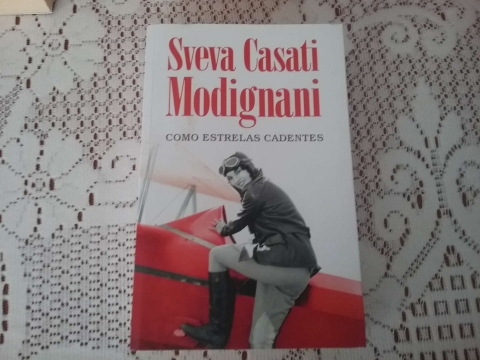 Sveva Casati
Modignani
COMO ESTRELAS CADENTES